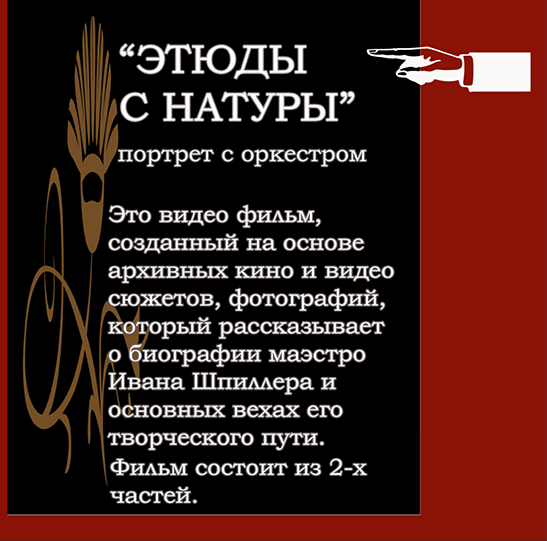 “ЭТЮДЫ
С НАТУРЫ”
портрет с оркестром
Это видео фильм,
созданный на основе
архивных кино и видео
сюжетов, фотографий,
который рассказывает
о биографии маэстро
Ивана Шпиллера и
основных вехах его
творческого пути.
Фильм состоит из 2-х
частей.